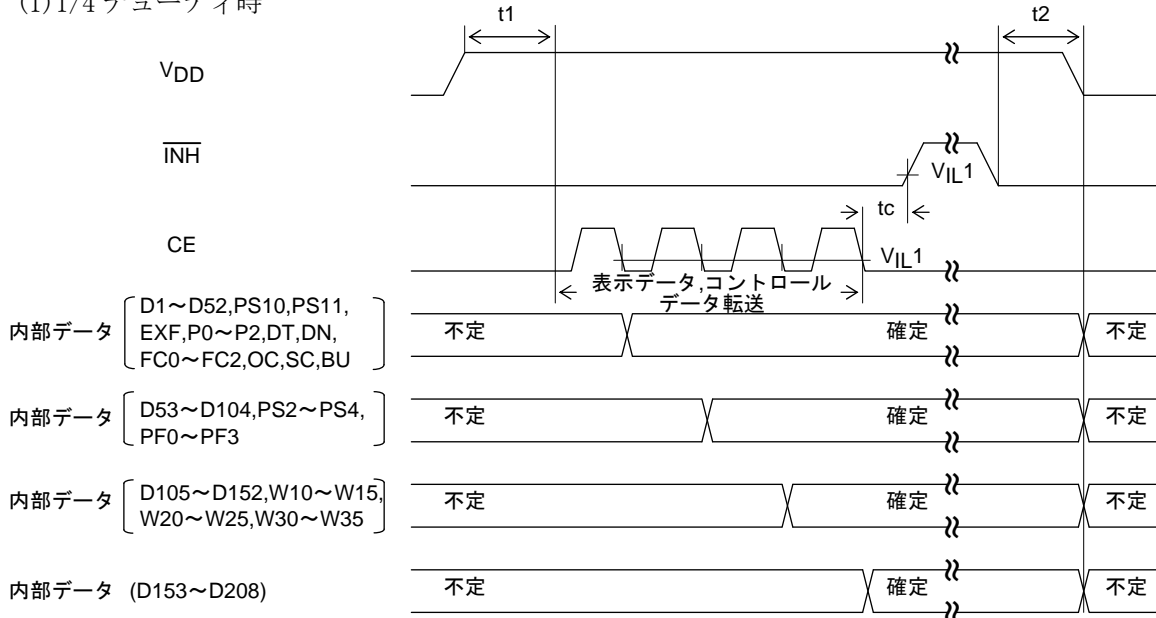 (1)1/4 デューティ時
t1
t2
VDD
INH
VIL1
tc
CE
VIL1
表示データ,コントロール
データ転送
内部データ
D1～D52,PS10,PS11,
EXF,P0～P2,DT,DN,
FC0～FC2,OC,SC,BU
不定
確定
不定
内部データ
D53～D104,PS2～PS4,
PF0～PF3
不定
確定
不定
内部データ
D105～D152,W10～W15,
W20～W25,W30～W35
不定
確定
不定
内部データ (D153～D208)
不定
確定
不定